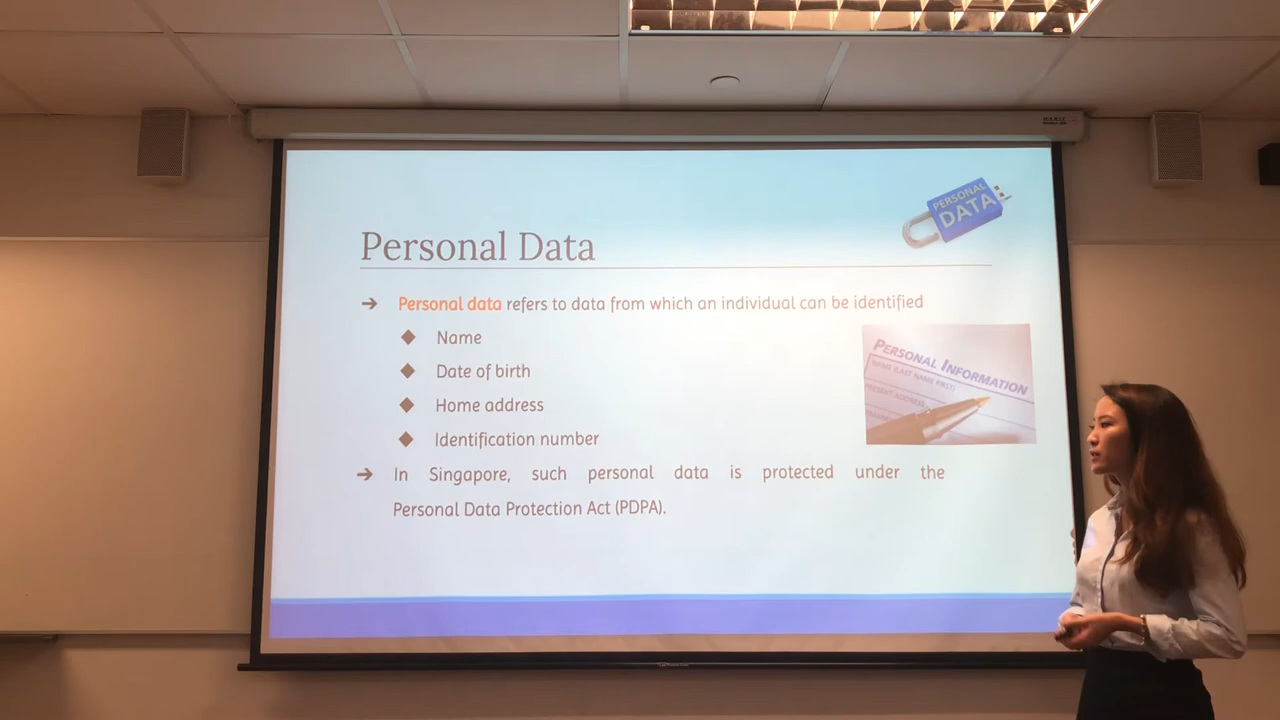 PERSONAL
DATA
Personal Data
→ Personal data refers to data from which an individual can be identified
◆ Name
◆ Date of birth
◆ Home address
◆ Identification number
PERSONAL INFORMATION
NAME (LAST NAME FIRST)
PRESENT ADDRESS
→ In Singapore, such personal data is protected under the
Personal Data Protection Act (PDPA).